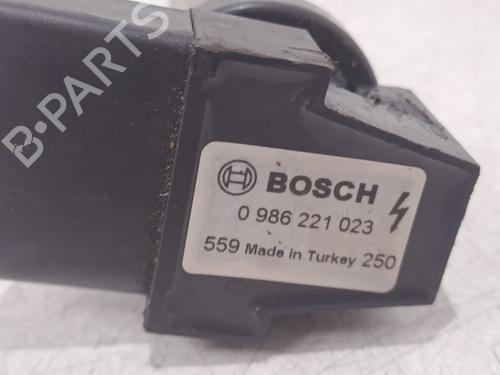 B·PARTS
BOSCH
0 986 221 023
559 Made in Turkey 250